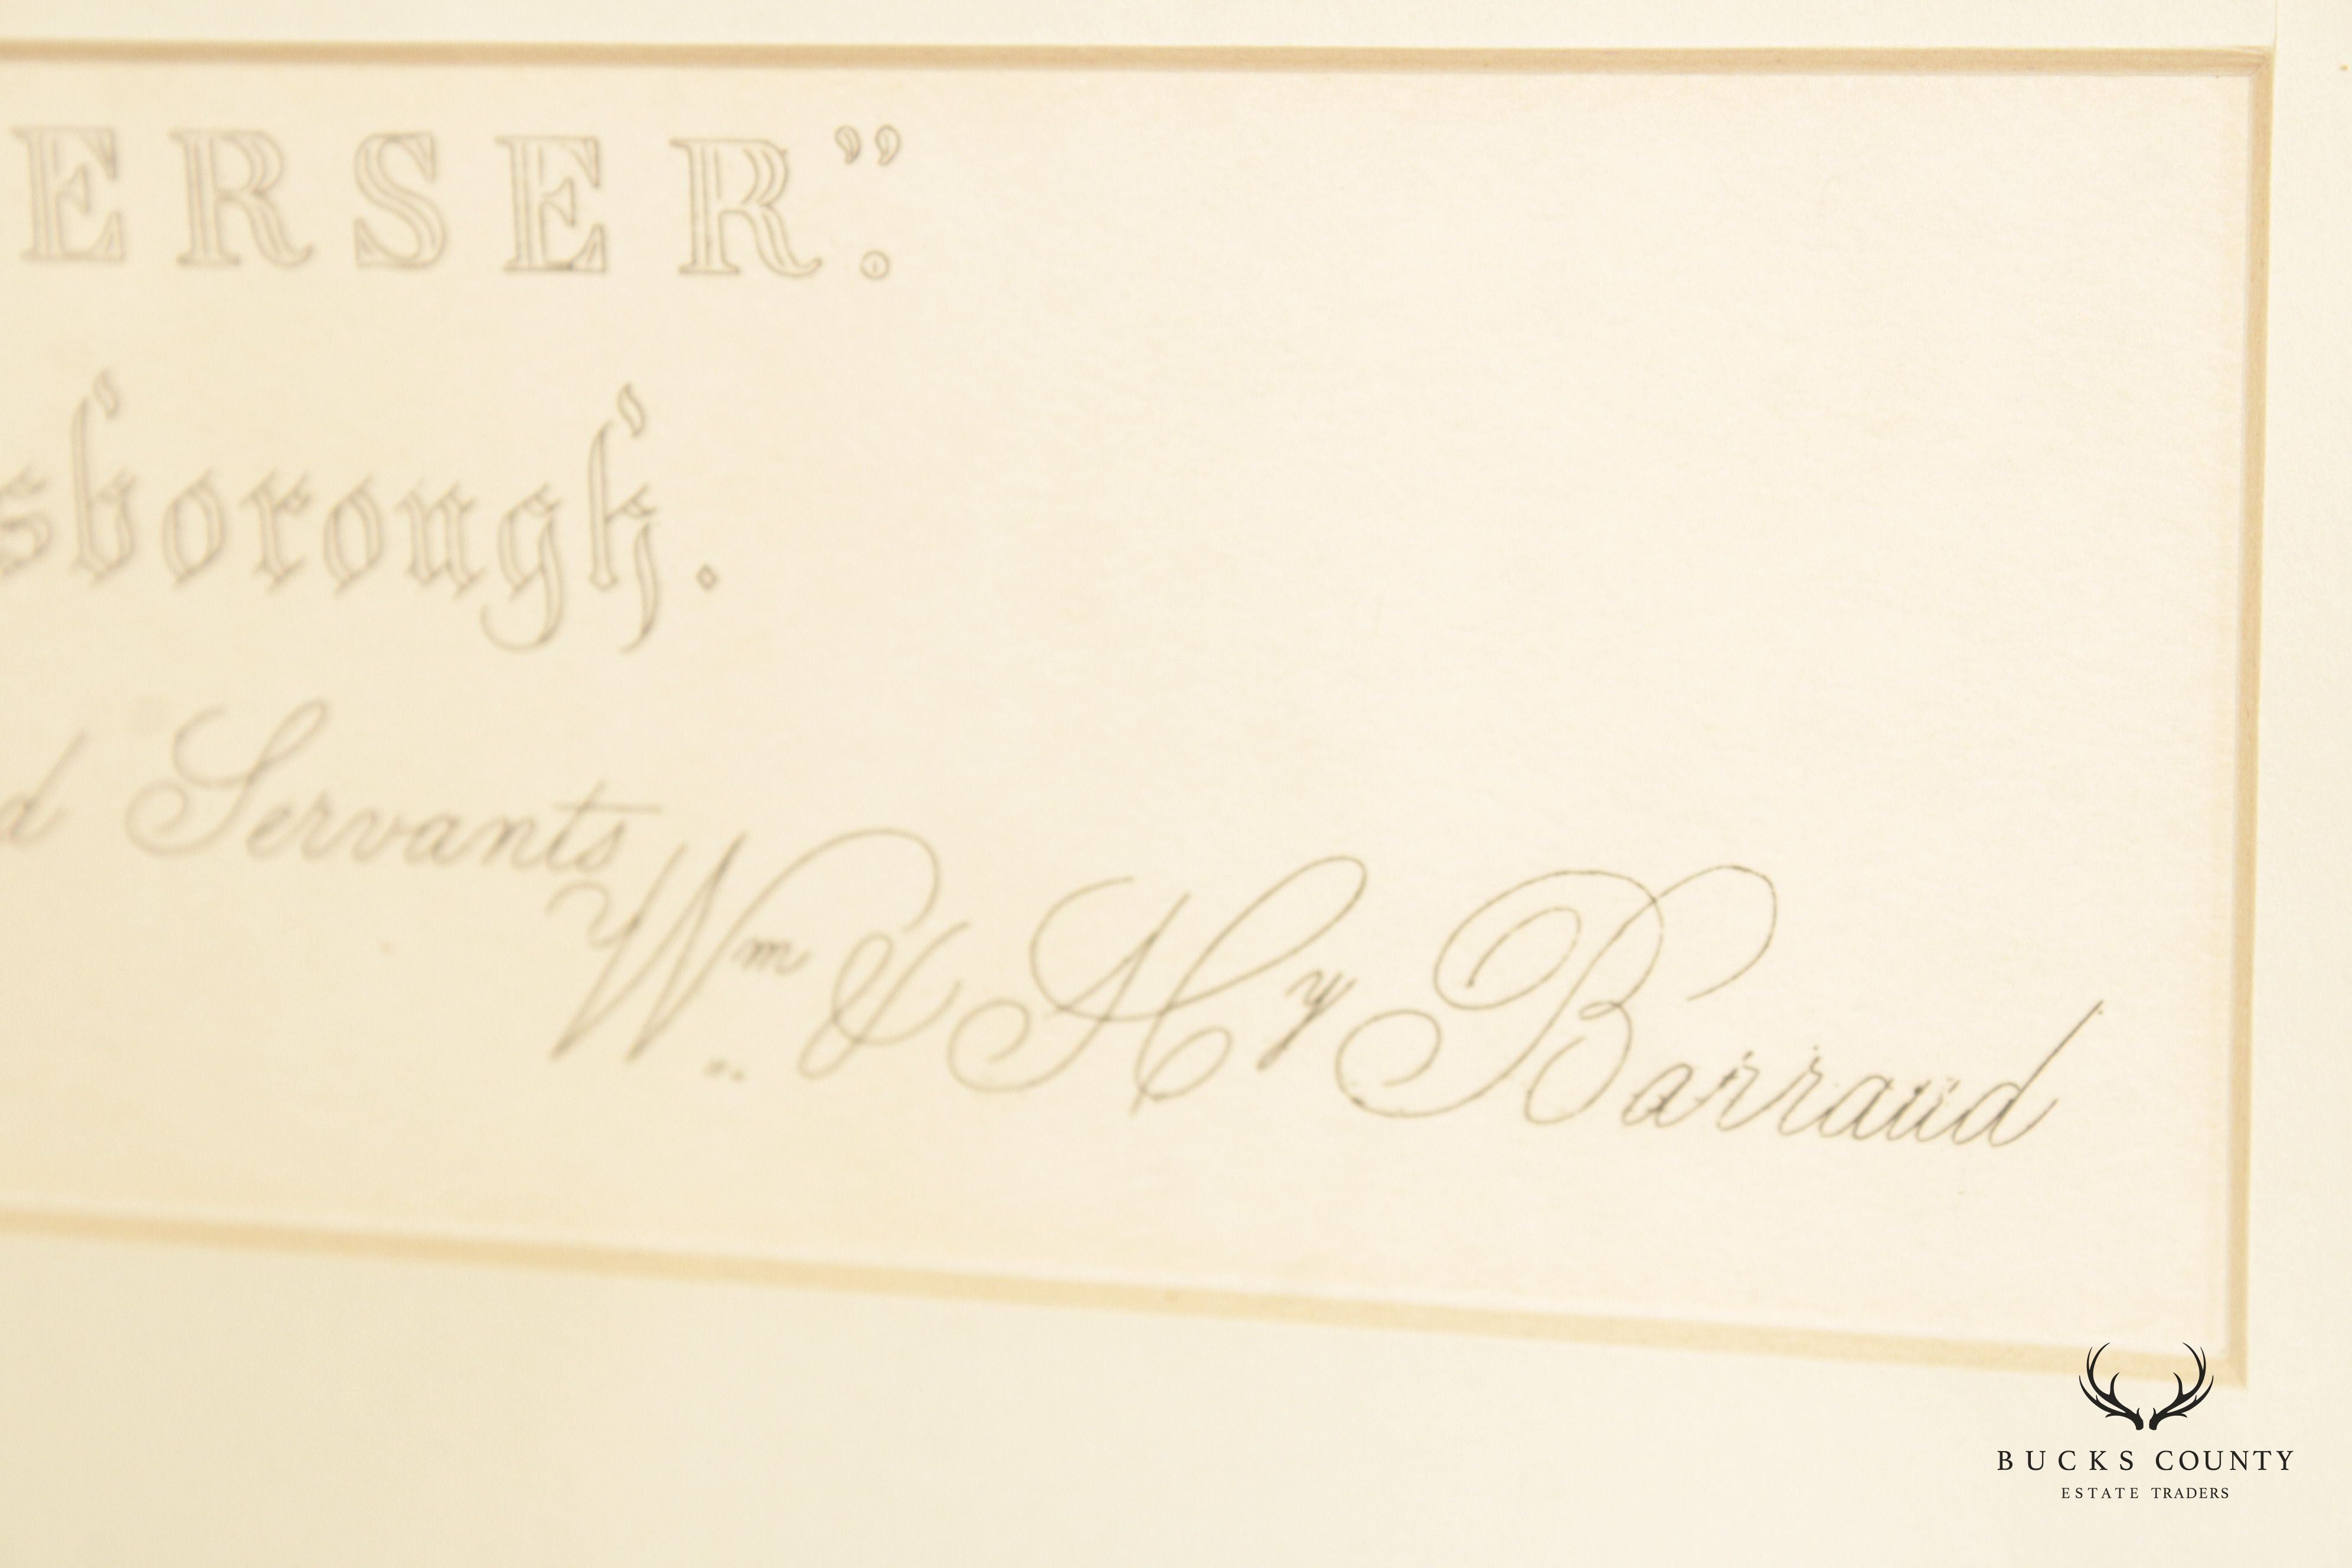 ERSER.”
sborough.
d Servants
Wm & Hy Barraud
BUCKS COUNTY
ESTATE TRADERS